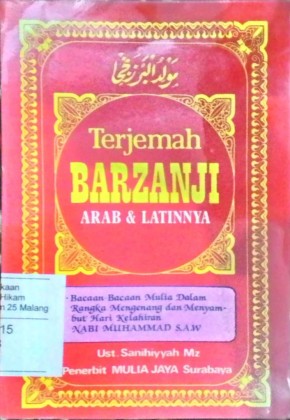 مولد البرزنجي
Terjemah
BARZANJI
ARAB & LATINNYA
Bacaan-Bacaan Mulia Dalam
Rangka Mengenang dan Menyam-
but Hari Kelahiran
NABI MUHAMMAD S.A.W
Ust. Sanihiyyah Mz
Penerbit MULIA JAYA Surabaya
kaan
Hikam
n 25 Malang
15